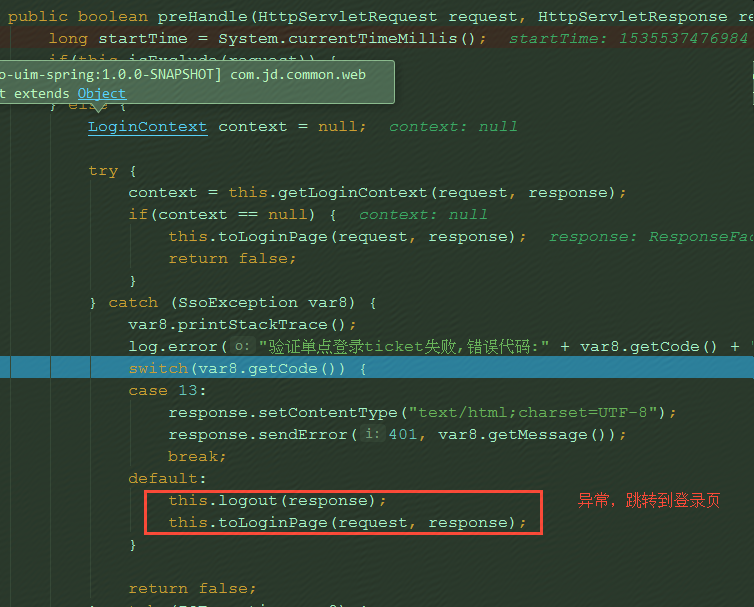 public boolean preHandle(HttpServletRequest request, HttpServletResponse re
long startTime = System.currentTimeMillis(); startTime: 1535537476984
if(this.isExclude(request)) {
o-uim-spring:1.0.0-SNAPSHOT] com.jd.common.web
t extends Object
} else {
LoginContext context = null; context: null
try {
context = this.getLoginContext(request, response);
if(context == null) { context: null
this.toLoginPage(request, response); response: ResponseFac
return false;
}
} catch (SsoException var8) {
var8.printStackTrace();
log.error( o: "验证单点登录ticket失败,错误代码:" + var8.getCode() + "
switch(var8.getCode()) {
case 13:
response.setContentType("text/html;charset=UTF-8");
response.sendError( i: 401, var8.getMessage());
break;
default:
this.logout(response);
this.toLoginPage(request, response);
异常，跳转到登录页
}
return false;